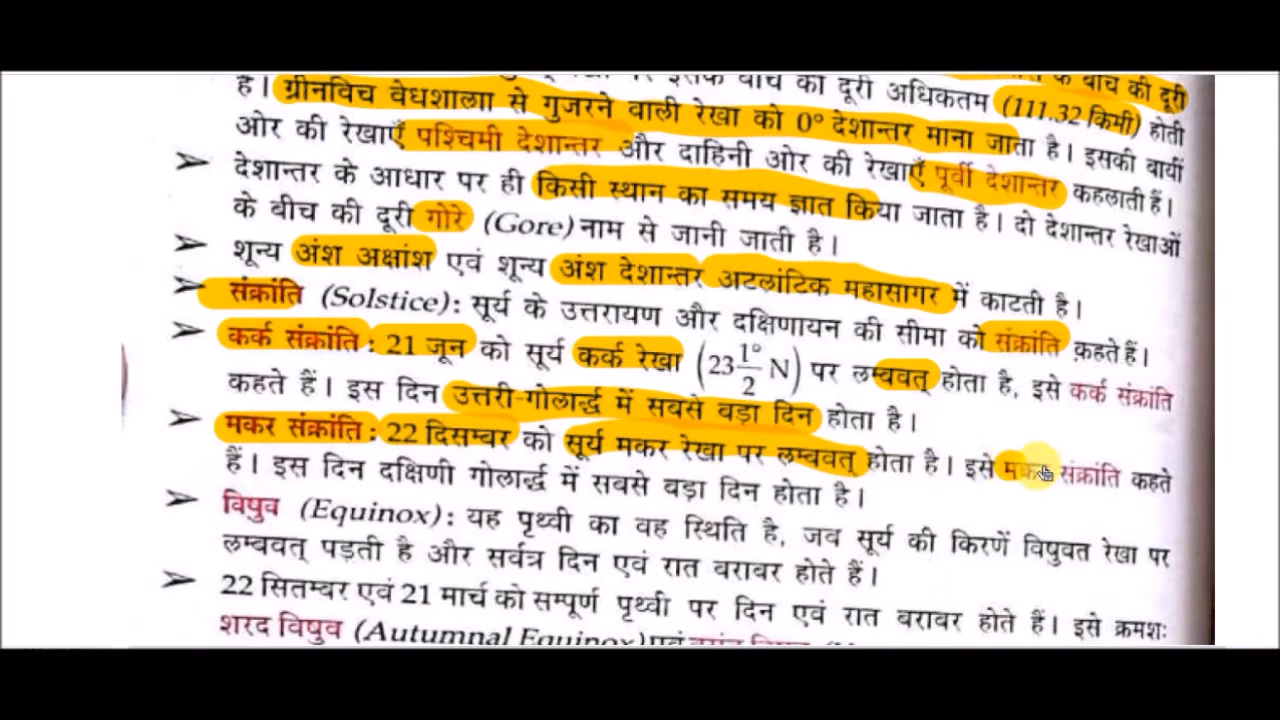 के बीच की दूरी
बीच की दूरी अधिकतम (111.32 किमी) होती
है। ग्रीनविच वेधशाला से गुजरने वाली रेखा को 0° देशान्तर माना जाता है। इसकी बायीं
ओर की रेखाएँ पश्चिमी देशान्तर और दाहिनी ओर की रेखाएँ पूर्वी देशान्तर कहलाती हैं।
➤ देशान्तर के आधार पर ही किसी स्थान का समय ज्ञात किया जाता है। दो देशान्तर रेखाओं
के बीच की दूरी गोरे (Gore) नाम से जानी जाती है।
➤ शून्य अंश अक्षांश एवं शून्य अंश देशान्तर अटलांटिक महासागर में काटती है।
➤ संक्रांति (Solstice): सूर्य के उत्तरायण और दक्षिणायन की सीमा को संक्रांति कहते हैं।
➤ कर्क संक्रांति: 21 जून को सूर्य कर्क रेखा (23 1°/2 N) पर लम्बवत् होता है, इसे कर्क संक्रांति
कहते हैं। इस दिन उत्तरी गोलार्द्ध में सबसे बड़ा दिन होता है।
➤ मकर संक्रांति: 22 दिसम्बर को सूर्य मकर रेखा पर लम्बवत् होता है। इसे मकर संक्रांति कहते
हैं। इस दिन दक्षिणी गोलार्द्ध में सबसे बड़ा दिन होता है।
➤ विषुव (Equinox): यह पृथ्वी का वह स्थिति है, जब सूर्य की किरणें विषुवत रेखा पर
लम्बवत् पड़ती है और सर्वत्र दिन एवं रात बराबर होते हैं।
➤ 22 सितम्बर एवं 21 मार्च को सम्पूर्ण पृथ्वी पर दिन एवं रात बराबर होते हैं। इसे क्रमशः
शरद विषुव (Autumnal Equinox) एवं